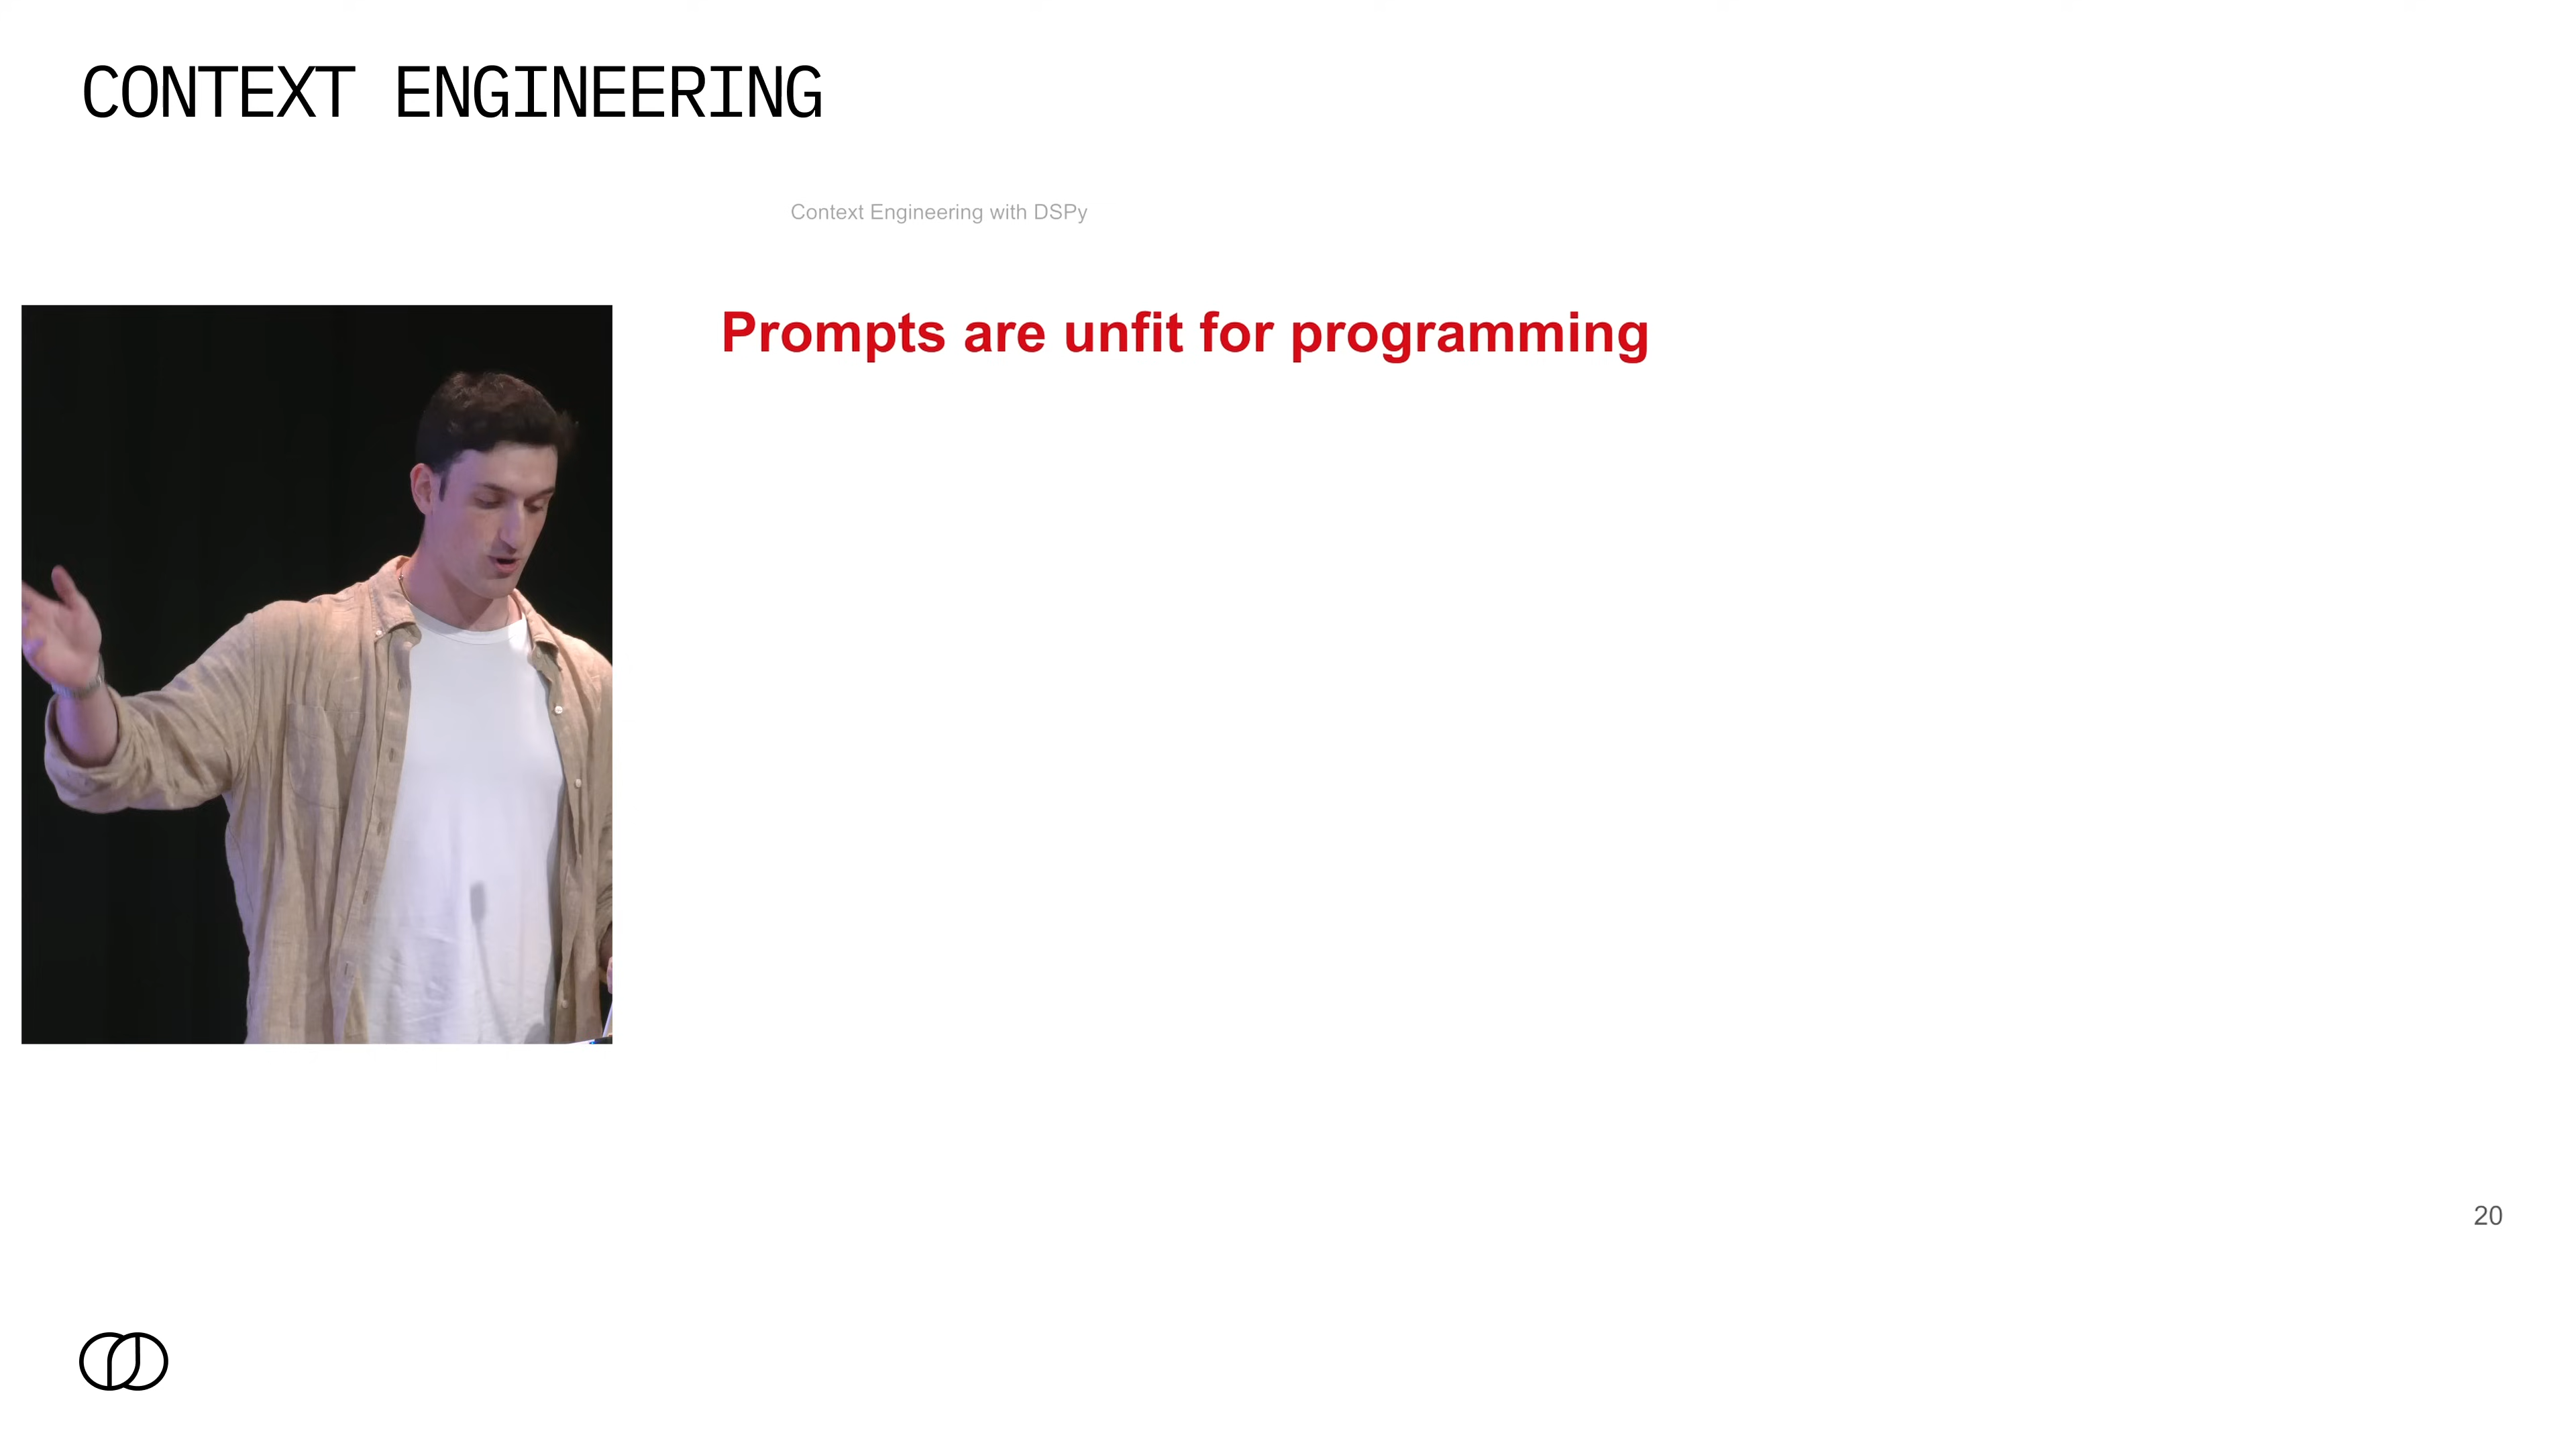 CONTEXT ENGINEERING
Context Engineering with DSPy
Prompts are unfit for programming
20